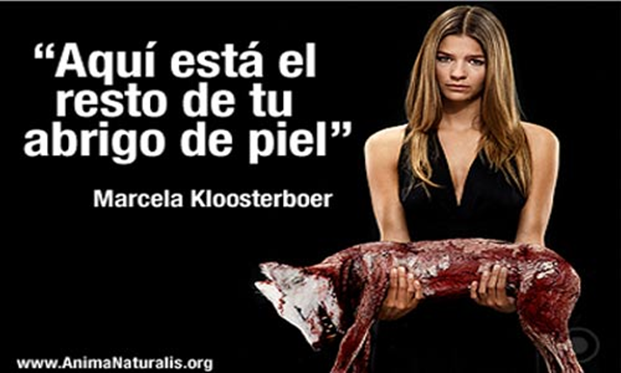 “Aquí está el
resto de tu
abrigo de piel”
Marcela Kloosterboer
www.AnimaNaturalis.org